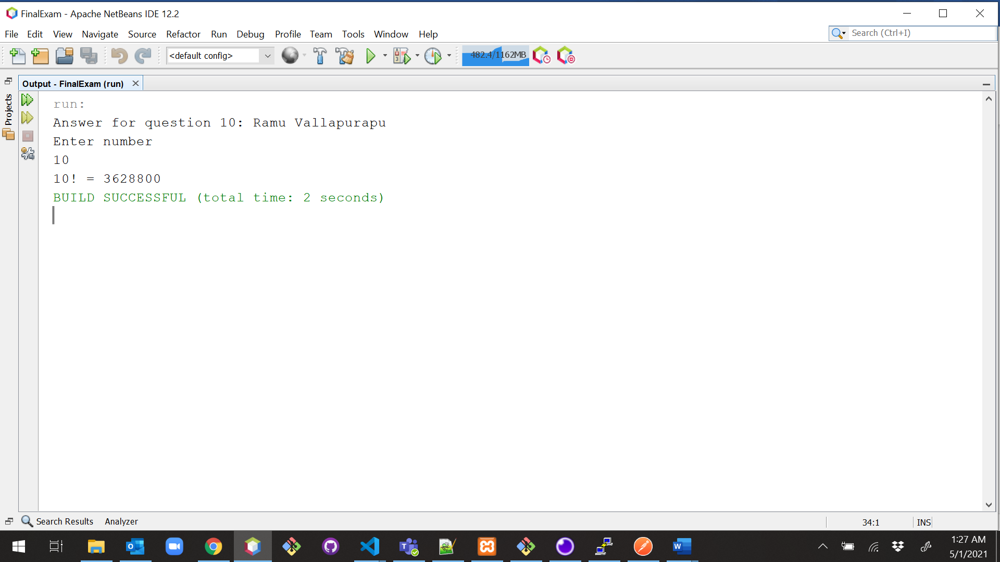 FinalExam - Apache NetBeans IDE 12.2
File Edit View Navigate Source Refactor Run Debug Profile Team Tools Window Help
Search (Ctrl+I)
<default config>
482.4/1162MB
Output - FinalExam (run)
Projects
run:
Answer for question 10: Ramu Vallapurapu
Enter number
10
10! = 3628800
BUILD SUCCESSFUL (total time: 2 seconds)
Search Results Analyzer
34:1 INS
1:27 AM
5/1/2021